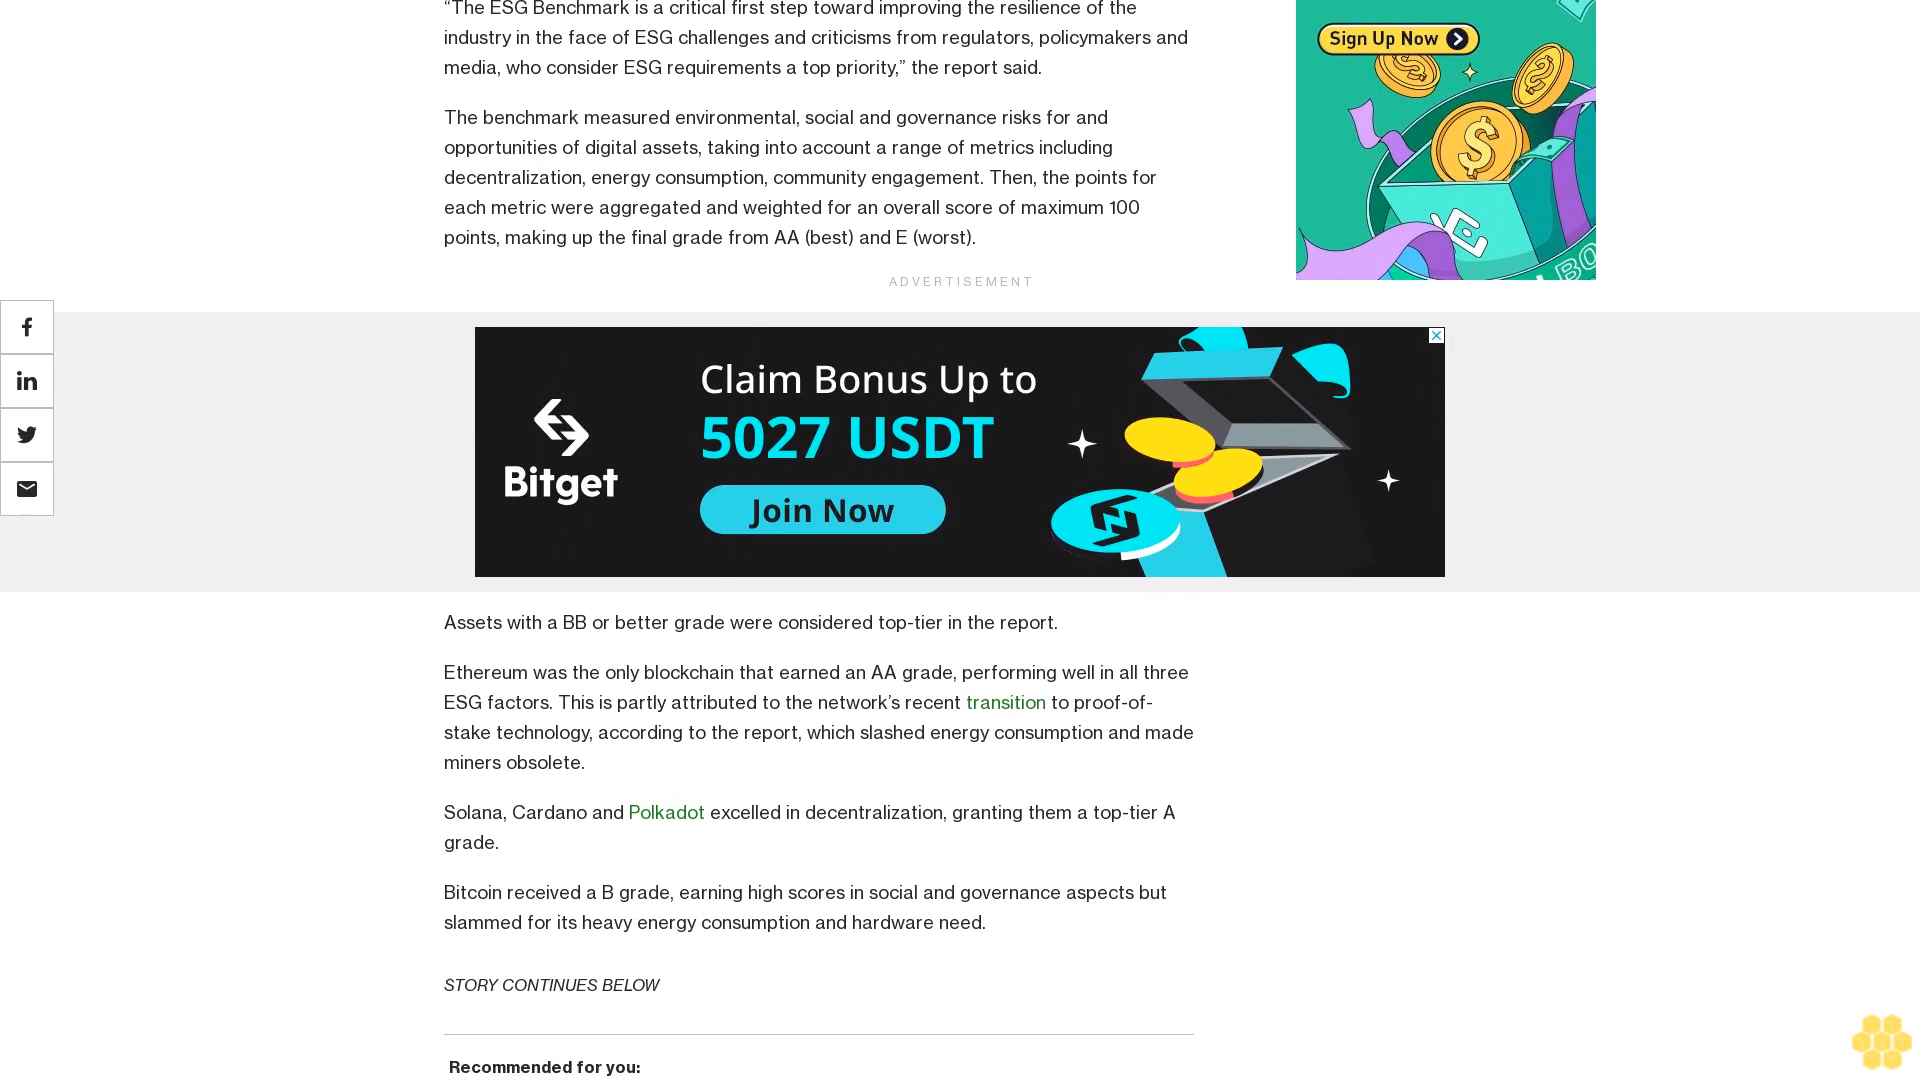 “The ESG Benchmark is a critical first step toward improving the resilience of the
industry in the face of ESG challenges and criticisms from regulators, policymakers and
media, who consider ESG requirements a top priority,” the report said.
Sign Up Now
The benchmark measured environmental, social and governance risks for and
opportunities of digital assets, taking into account a range of metrics including
decentralization, energy consumption, community engagement. Then, the points for
each metric were aggregated and weighted for an overall score of maximum 100
points, making up the final grade from AA (best) and E (worst).
ADVERTISEMENT
Bitget
Claim Bonus Up to
5027 USDT
Join Now
Assets with a BB or better grade were considered top-tier in the report.
Ethereum was the only blockchain that earned an AA grade, performing well in all three
ESG factors. This is partly attributed to the network’s recent transition to proof-of-
stake technology, according to the report, which slashed energy consumption and made
miners obsolete.
Solana, Cardano and Polkadot excelled in decentralization, granting them a top-tier A
grade.
Bitcoin received a B grade, earning high scores in social and governance aspects but
slammed for its heavy energy consumption and hardware need.
STORY CONTINUES BELOW
Recommended for you: